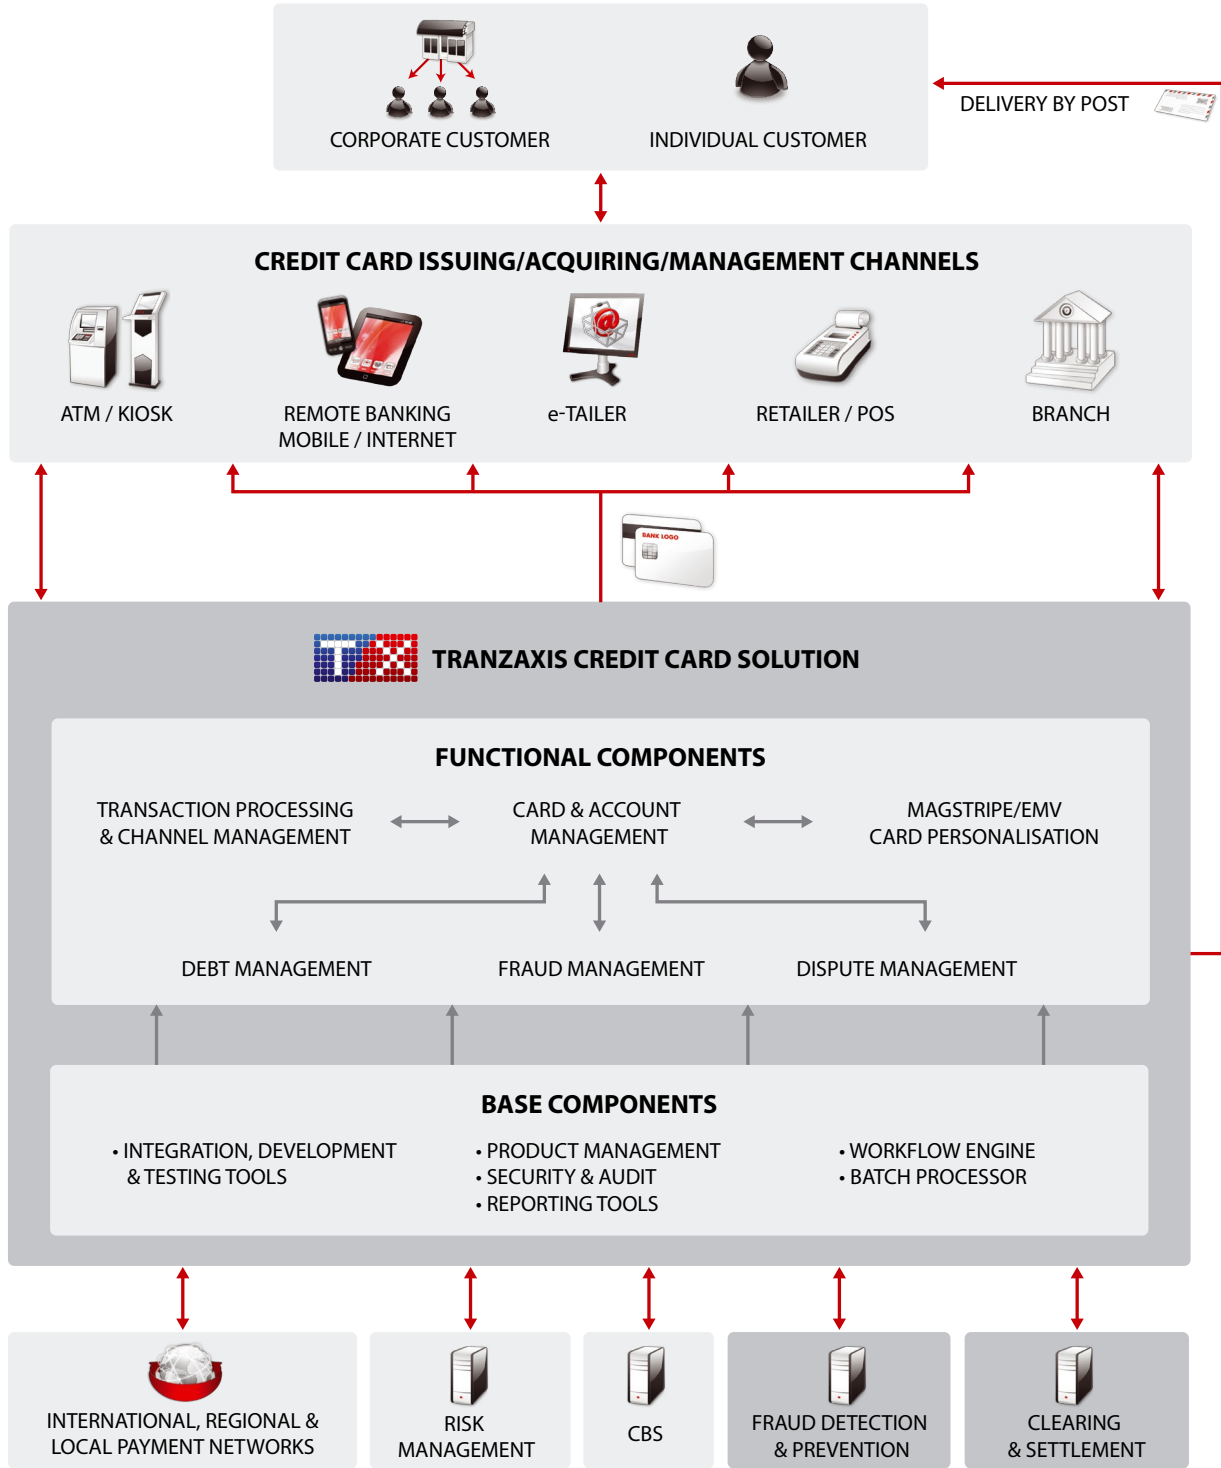 DELIVERY BY POST
CORPORATE CUSTOMER
INDIVIDUAL CUSTOMER
CREDIT CARD ISSUING/ACQUIRING/MANAGEMENT CHANNELS
ATM / KIOSK
REMOTE BANKING
MOBILE / INTERNET
e-TAILER
RETAILER / POS
BRANCH
BANK LOGO
TX
TRANZAXIS CREDIT CARD SOLUTION
FUNCTIONAL COMPONENTS
TRANSACTION PROCESSING
& CHANNEL MANAGEMENT
CARD & ACCOUNT
MANAGEMENT
MAGSTRIPE/EMV
CARD PERSONALISATION
DEBT MANAGEMENT
FRAUD MANAGEMENT
DISPUTE MANAGEMENT
BASE COMPONENTS
• INTEGRATION, DEVELOPMENT
& TESTING TOOLS
• PRODUCT MANAGEMENT
• SECURITY & AUDIT
• REPORTING TOOLS
• WORKFLOW ENGINE
• BATCH PROCESSOR
INTERNATIONAL, REGIONAL &
LOCAL PAYMENT NETWORKS
RISK
MANAGEMENT
CBS
FRAUD DETECTION
& PREVENTION
CLEARING
& SETTLEMENT